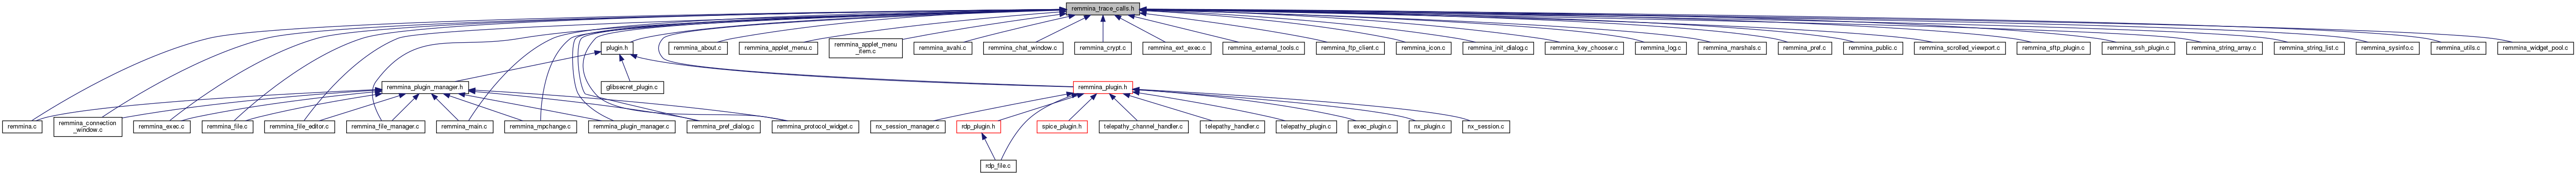 remmina_trace_calls.h
plugin.h
remmina_about.c
remmina_applet_menu.c
remmina_applet_menu
_item.c
remmina_avahi.c
remmina_chat_window.c
remmina_crypt.c
remmina_ext_exec.c
remmina_external_tools.c
remmina_ftp_client.c
remmina_icon.c
remmina_init_dialog.c
remmina_key_chooser.c
remmina_log.c
remmina_marshals.c
remmina_pref.c
remmina_public.c
remmina_scrolled_viewport.c
remmina_sftp_plugin.c
remmina_ssh_plugin.c
remmina_string_array.c
remmina_string_list.c
remmina_sysinfo.c
remmina_utils.c
remmina_widget_pool.c
remmina_plugin_manager.h
glibsecret_plugin.c
remmina_plugin.h
remmina.c
remmina_connection
_window.c
remmina_exec.c
remmina_file.c
remmina_file_editor.c
remmina_file_manager.c
remmina_main.c
remmina_mpchange.c
remmina_plugin_manager.c
remmina_pref_dialog.c
remmina_protocol_widget.c
nx_session_manager.c
rdp_plugin.h
spice_plugin.h
telepathy_channel_handler.c
telepathy_handler.c
telepathy_plugin.c
exec_plugin.c
nx_plugin.c
nx_session.c
rdp_file.c